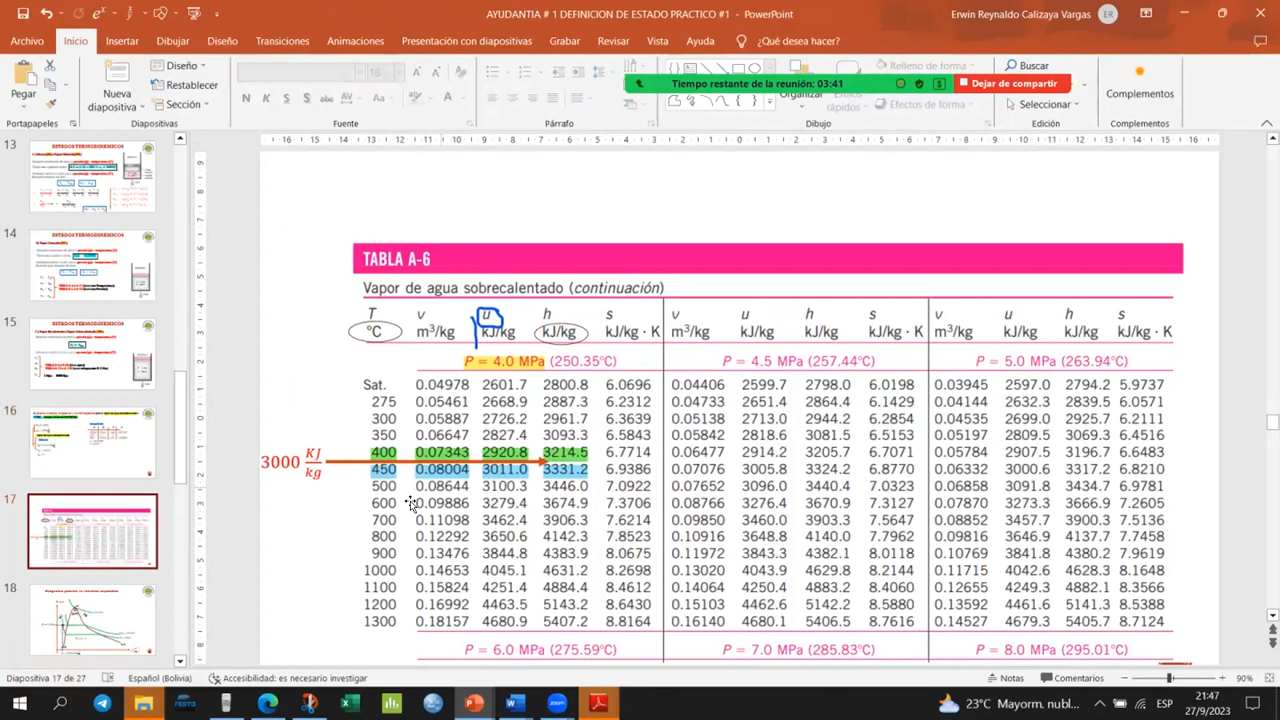 AYUDANTIA # 1 DEFINICION DE ESTADO PRACTICO #1 - PowerPoint
Erwin Reynaldo Calizaya Vargas
ER
Archivo Inicio Insertar Dibujar Diseño Transiciones Animaciones Presentación con diapositivas Grabar Revisar Vista Ayuda ¿Qué desea hacer?
Pegar
Nueva diapositiva
Diseño
Restablecer
Sección
18
N K S S abc
Tiempo restante de la reunión: 03:41
Dejar de compartir
Organizar
Estilos rápidos
Relleno de forma
Efectos de forma
Buscar
Seleccionar
Complementos
Portapapeles Diapositivas Fuente Párrafo Dibujo Edición Complementos
13
ESTADOS TERMODINÁMICOS
14
ESTADOS TERMODINÁMICOS
15
ESTADOS TERMODINÁMICOS
16
17
18
TABLA A-6
Vapor de agua sobrecalentado (continuación)
T v u h s v u h s v u h s
°C m³/kg kJ/kg kJ/kg kJ/kg · K m³/kg kJ/kg kJ/kg kJ/kg · K m³/kg kJ/kg kJ/kg kJ/kg · K
P MPa (250.35°C) P = MPa (257.44°C) P = 5.0 MPa (263.94°C)
Sat. 0.04978 2601.7 2800.8 6.0696 0.04406 2599.7 2798.0 6.0198 0.03945 2597.0 2794.2 5.9737
275 0.05461 2668.9 2887.3 6.2312 0.04733 2651.4 2864.4 6.1429 0.04144 2632.3 2839.5 6.0571
300 0.05887 2726.2 2961.7 6.3639 0.05138 2713.0 2944.2 6.2854 0.04535 2699.0 2925.7 6.2111
350 0.06647 2827.4 3093.3 6.5843 0.05842 2818.6 3081.5 6.5153 0.05197 2809.5 3069.3 6.4516
400 0.07343 2920.8 3214.5 6.7714 0.06477 2914.2 3205.7 6.7071 0.05784 2907.5 3196.7 6.6483
3000 KJ/kg
450 0.08004 3011.0 3331.2 6.9386 0.07076 3005.8 3324.2 6.8770 0.06332 3000.6 3317.2 6.8210
500 0.08644 3100.3 3446.0 7.0922 0.07652 3096.0 3440.4 7.0323 0.06858 3091.8 3434.7 6.9781
600 0.09886 3279.4 3674.9 7.3706 0.08766 3276.4 3670.9 7.3127 0.07870 3273.3 3666.9 7.2605
700 0.11098 3462.4 3906.3 7.6214 0.09850 3460.0 3903.3 7.5647 0.08852 3457.7 3900.3 7.5136
800 0.12292 3650.6 4142.3 7.8523 0.10916 3648.8 4140.0 7.7962 0.09816 3646.9 4137.7 7.7458
900 0.13476 3844.8 4383.9 8.0675 0.11972 3843.3 4382.1 8.0118 0.10769 3841.8 4380.2 7.9619
1000 0.14653 4045.1 4631.2 8.2698 0.13020 4043.9 4629.8 8.2144 0.11715 4042.6 4628.3 8.1648
1100 0.15824 4251.4 4884.4 8.4612 0.14064 4250.4 4883.2 8.4060 0.12655 4249.3 4882.1 8.3566
1200 0.16992 4463.5 5143.2 8.6430 0.15103 4462.6 5142.2 8.5880 0.13592 4461.6 5141.3 8.5388
1300 0.18157 4680.9 5407.2 8.8164 0.16140 4680.1 5406.5 8.7616 0.14527 4679.3 5405.7 8.7124
P = 6.0 MPa (275.59°C) P = 7.0 MPa (285.83°C) P = 8.0 MPa (295.01°C)
Diapositiva 17 de 27 Español (Bolivia) Accesibilidad: es necesario investigar Notas Comentarios 90%
23°C Mayorm. nubl... ESP 21:47
27/9/2023